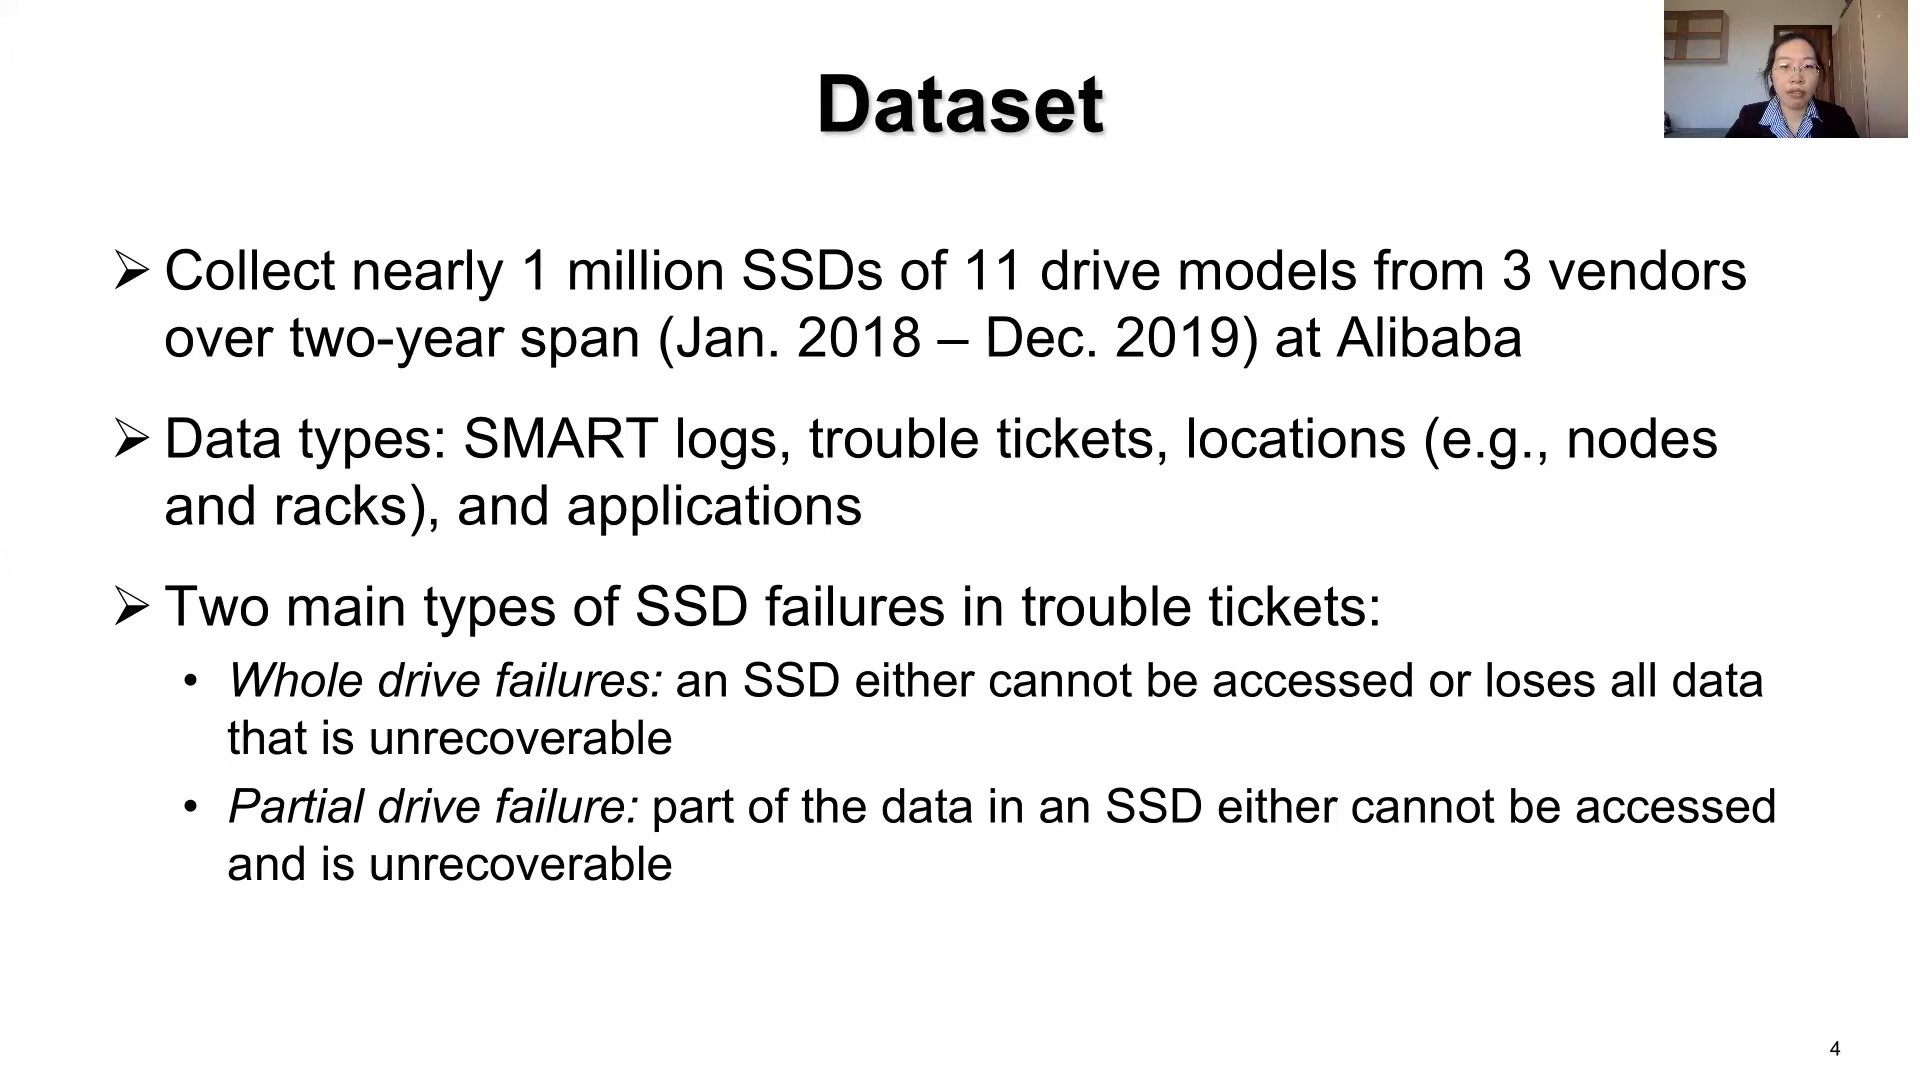 Dataset
➢ Collect nearly 1 million SSDs of 11 drive models from 3 vendors
over two-year span (Jan. 2018 – Dec. 2019) at Alibaba
➢ Data types: SMART logs, trouble tickets, locations (e.g., nodes
and racks), and applications
➢ Two main types of SSD failures in trouble tickets:
• Whole drive failures: an SSD either cannot be accessed or loses all data
that is unrecoverable
• Partial drive failure: part of the data in an SSD either cannot be accessed
and is unrecoverable
4